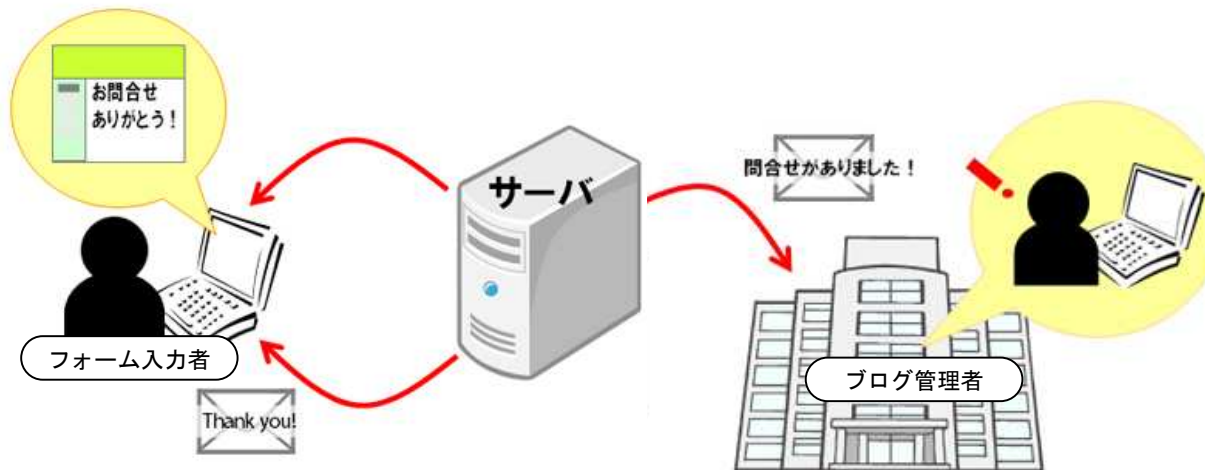 お問合せ
ありがとう！
サーバ
問合せがありました！
フォーム入力者
ブログ管理者
Thank you!